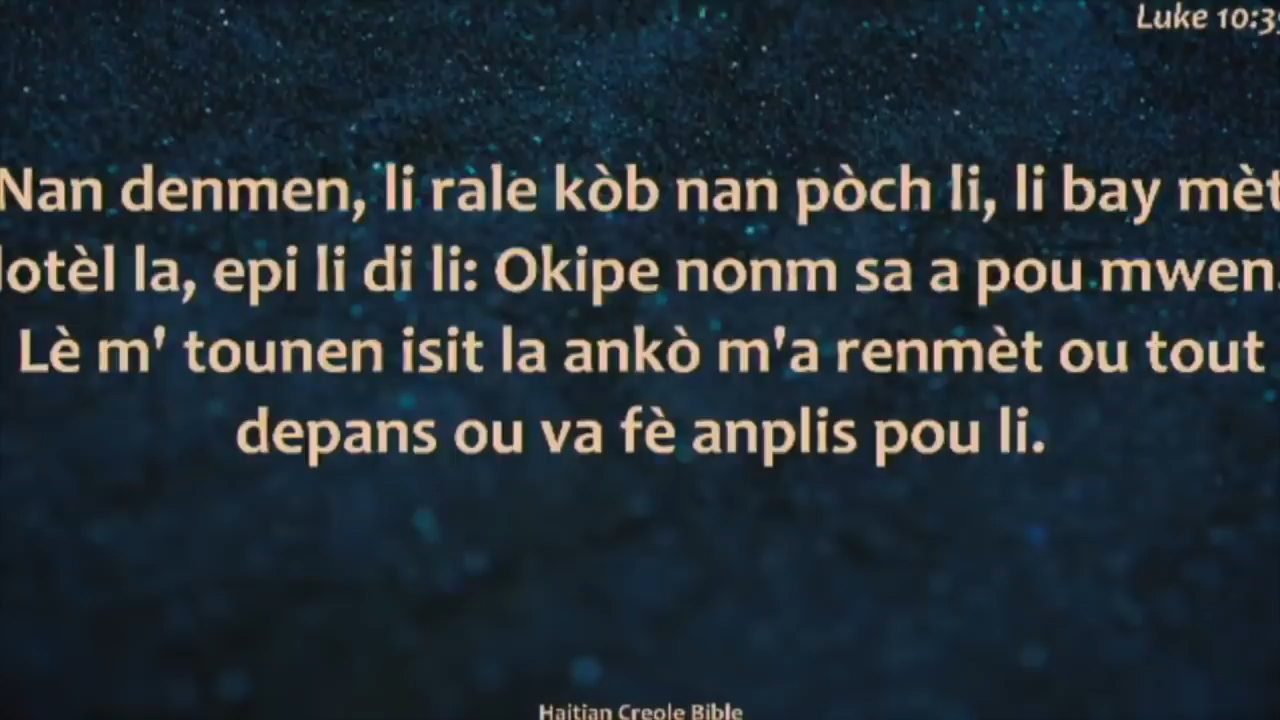 Luke 10:35
Nan denmen, li rale kòb nan pòch li, li bay mèt
lotèl la, epi li di li: Okipe nonm sa a pou mwen.
Lè m' tounen isit la ankò m'a renmèt ou tout
depans ou va fè anplis pou li.
Haitian Creole Bible